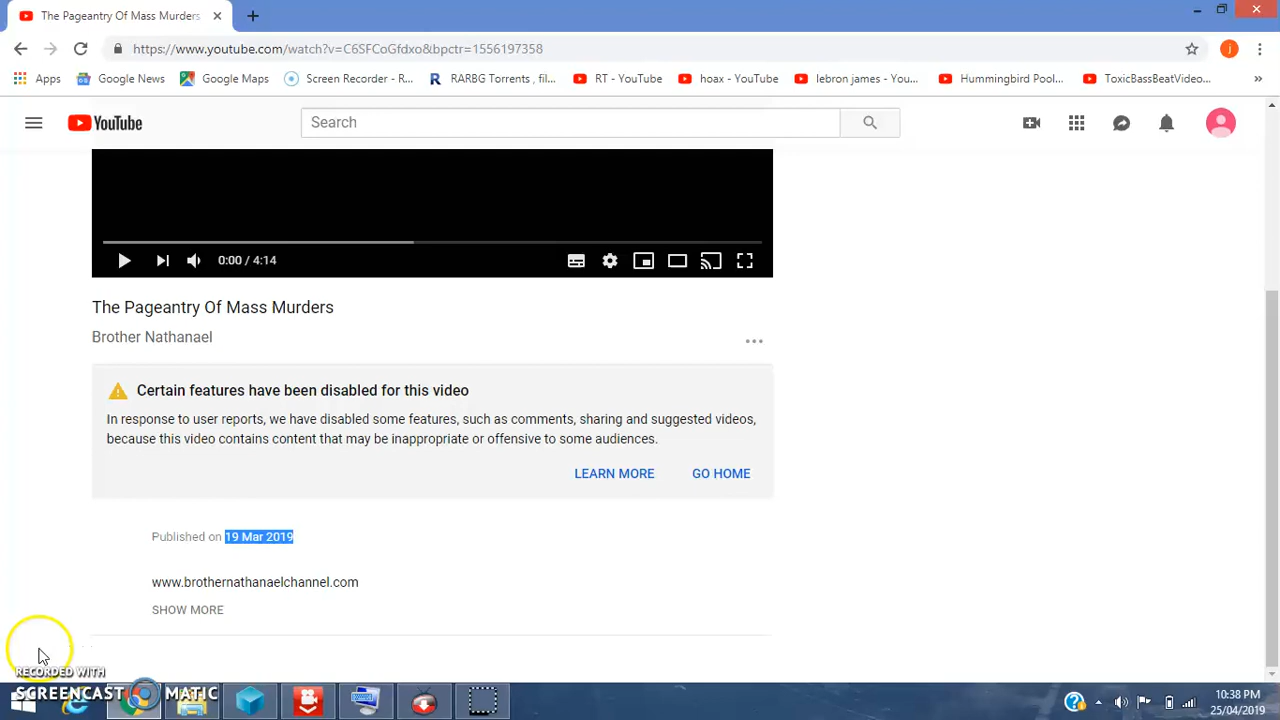 The Pageantry Of Mass Murders
https://www.youtube.com/watch?v=C6SFCoGfdxo&bpctr=1556197358
Apps Google News Google Maps Screen Recorder - R... RARBG Torrents , fil... RT - YouTube hoax - YouTube lebron james - You... Hummingbird Pool... ToxicBassBeatVideo... »
YouTube Search
0:00 / 4:14
The Pageantry Of Mass Murders
Brother Nathanael
Certain features have been disabled for this video
In response to user reports, we have disabled some features, such as comments, sharing and suggested videos,
because this video contains content that may be inappropriate or offensive to some audiences.
LEARN MORE GO HOME
Published on 19 Mar 2019
www.brothernathanaelchannel.com
SHOW MORE
RECORDED WITH
SCREENCAST MATIC
10:38 PM
25/04/2019